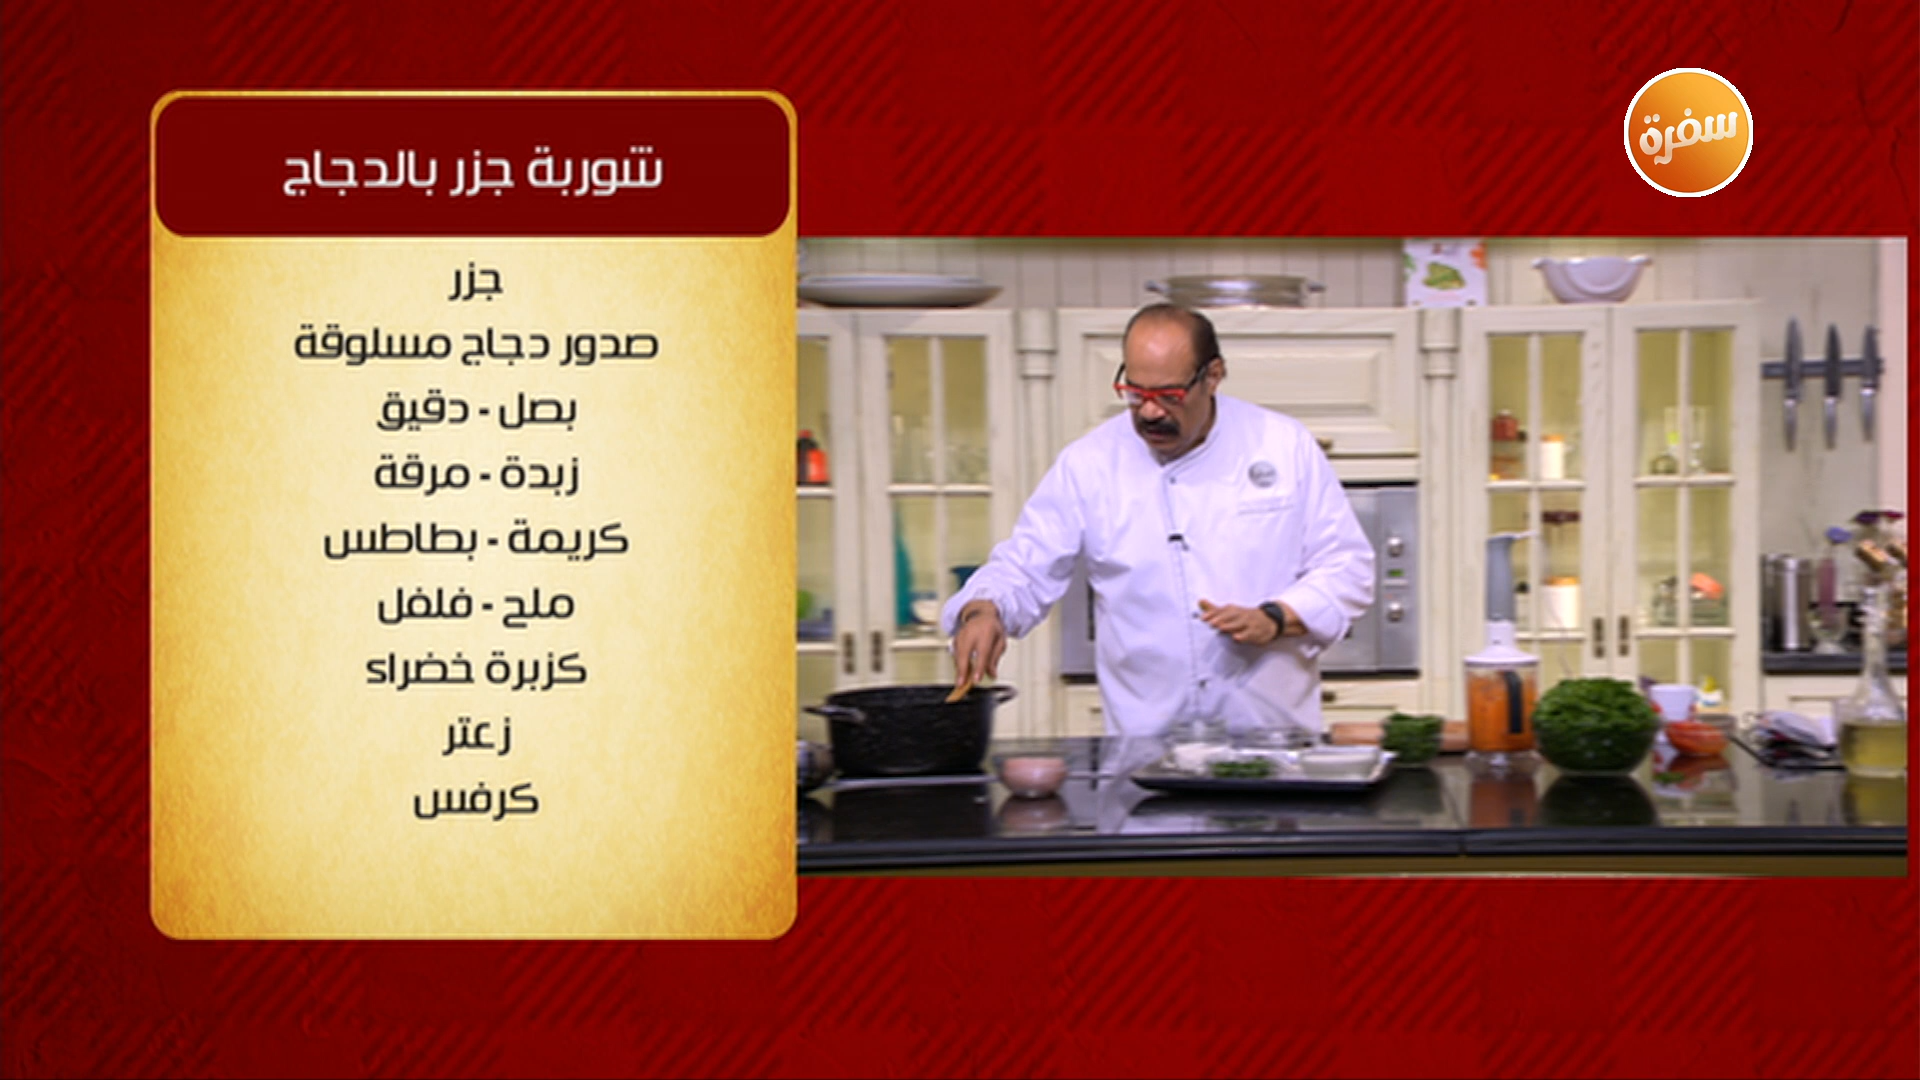 سفرة
شوربة جزر بالدجاج
جزر
صدور دجاج مسلوقة
بصل - دقيق
زبدة - مرقة
كريمة - بطاطس
ملح - فلفل
كزبرة خضراء
زعتر
كرفس